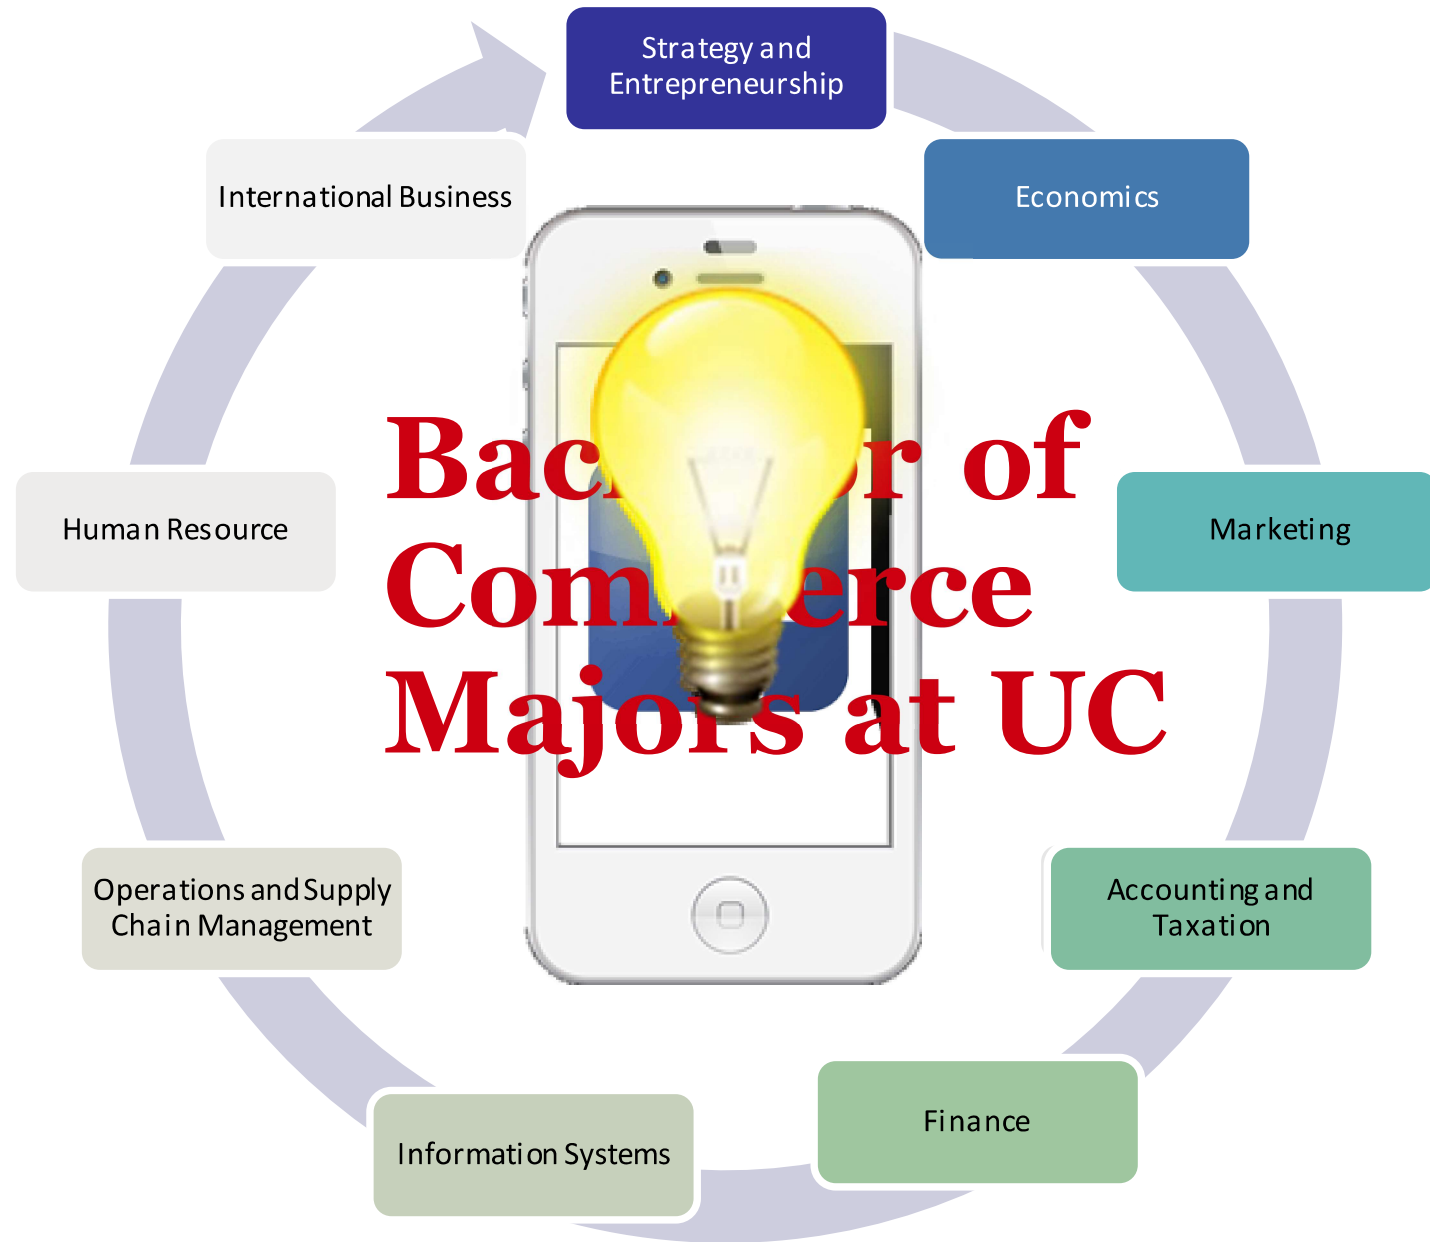 Strategy and
Entrepreneurship
Economics
Marketing
Accounting and
Taxation
Finance
Information Systems
Operations and Supply
Chain Management
Human Resource
International Business
of
Majors at UC